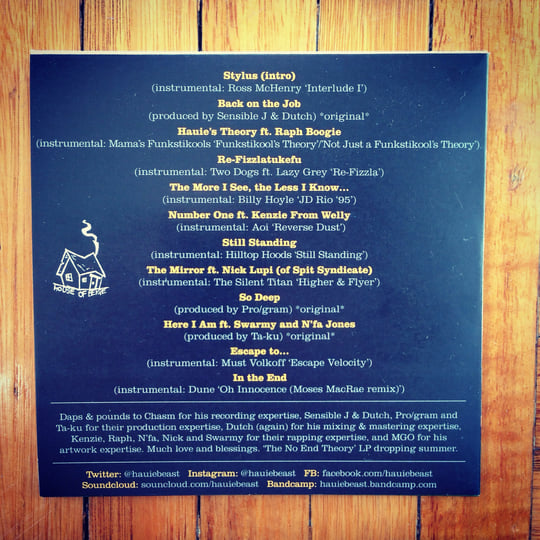 Stylus (intro)
(instrumental: Ross McHenry 'Interlude I')
Back on the Job
(produced by Sensible J & Dutch) *original*
Hauie's Theory ft. Raph Boogie
(instrumental: Mama's Funkstikools 'Funkstikool's Theory'/'Not Just a Funkstikool's Theory')
Re-Fizzlatukefu
(instrumental: Two Dogs ft. Lazy Grey 'Re-Fizzla')
The More I See, the Less I Know...
(instrumental: Billy Hoyle 'JD Rio '95')
Number One ft. Kenzie From Welly
(instrumental: Aoi 'Reverse Dust')
Still Standing
(instrumental: Hilltop Hoods 'Still Standing')
The Mirror ft. Nick Lupi (of Spit Syndicate)
(instrumental: The Silent Titan 'Higher & Flyer')
So Deep
(produced by Pro/gram) *original*
Here I Am ft. Swarmy and N'fa Jones
(produced by Ta-ku) *original*
Escape to...
(instrumental: Must Volkoff 'Escape Velocity')
In the End
(instrumental: Dune 'Oh Innocence (Moses MacRae remix)')
HOUSE OF BEIGE
Daps & pounds to Chasm for his recording expertise, Sensible J & Dutch, Pro/gram and
Ta-ku for their production expertise, Dutch (again) for his mixing & mastering expertise,
Kenzie, Raph, N'fa, Nick and Swarmy for their rapping expertise, and MGO for his
artwork expertise. Much love and blessings. 'The No End Theory' LP dropping summer.
Twitter: @hauiebeast Instagram: @hauiebeast FB: facebook.com/hauiebeast
Soundcloud: souncloud.com/hauiebeast Bandcamp: hauiebeast.bandcamp.com